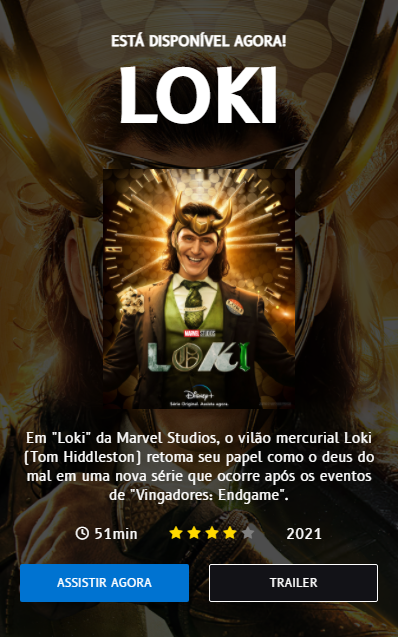 ESTÁ DISPONÍVEL AGORA!
LOKI
MARVEL STUDIOS
LOKI
Disney+
Série Original. Assista agora.
Em "Loki" da Marvel Studios, o vilão mercurial Loki
(Tom Hiddleston) retoma seu papel como o deus do
mal em uma nova série que ocorre após os eventos
de "Vingadores: Endgame".
51min 2021
ASSISTIR AGORA TRAILER